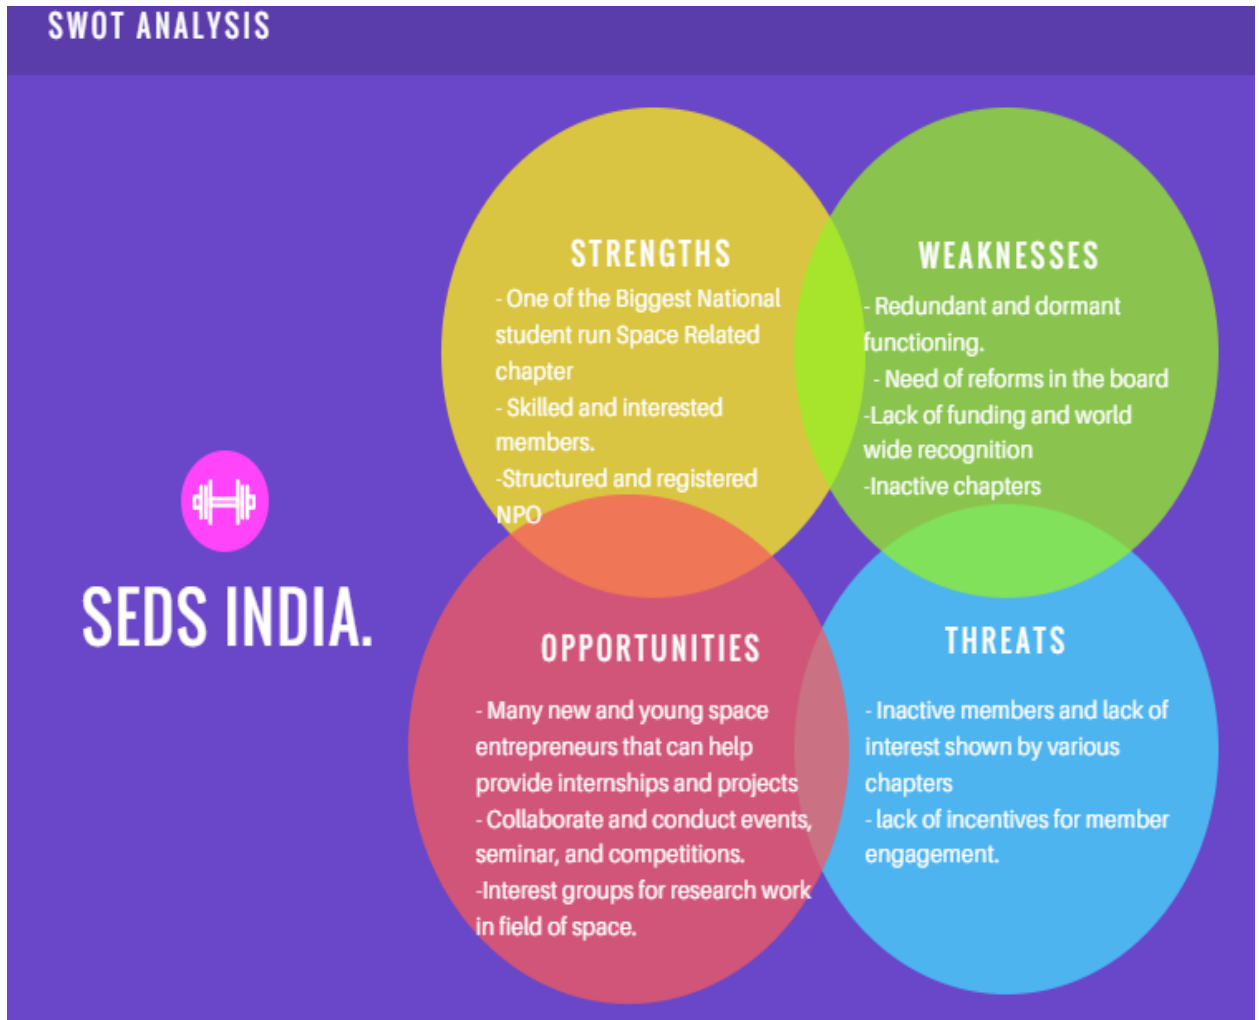 SWOT ANALYSIS
STRENGTHS
- One of the Biggest National
student run Space Related
chapter
- Skilled and interested
members.
-Structured and registered
NPO
WEAKNESSES
- Redundant and dormant
functioning.
- Need of reforms in the board
-Lack of funding and world
wide recognition
-Inactive chapters
SEDS INDIA.
OPPORTUNITIES
- Many new and young space
entrepreneurs that can help
provide internships and projects
- Collaborate and conduct events,
seminar, and competitions.
-Interest groups for research work
in field of space.
THREATS
- Inactive members and lack of
interest shown by various
chapters
- lack of incentives for member
engagement.